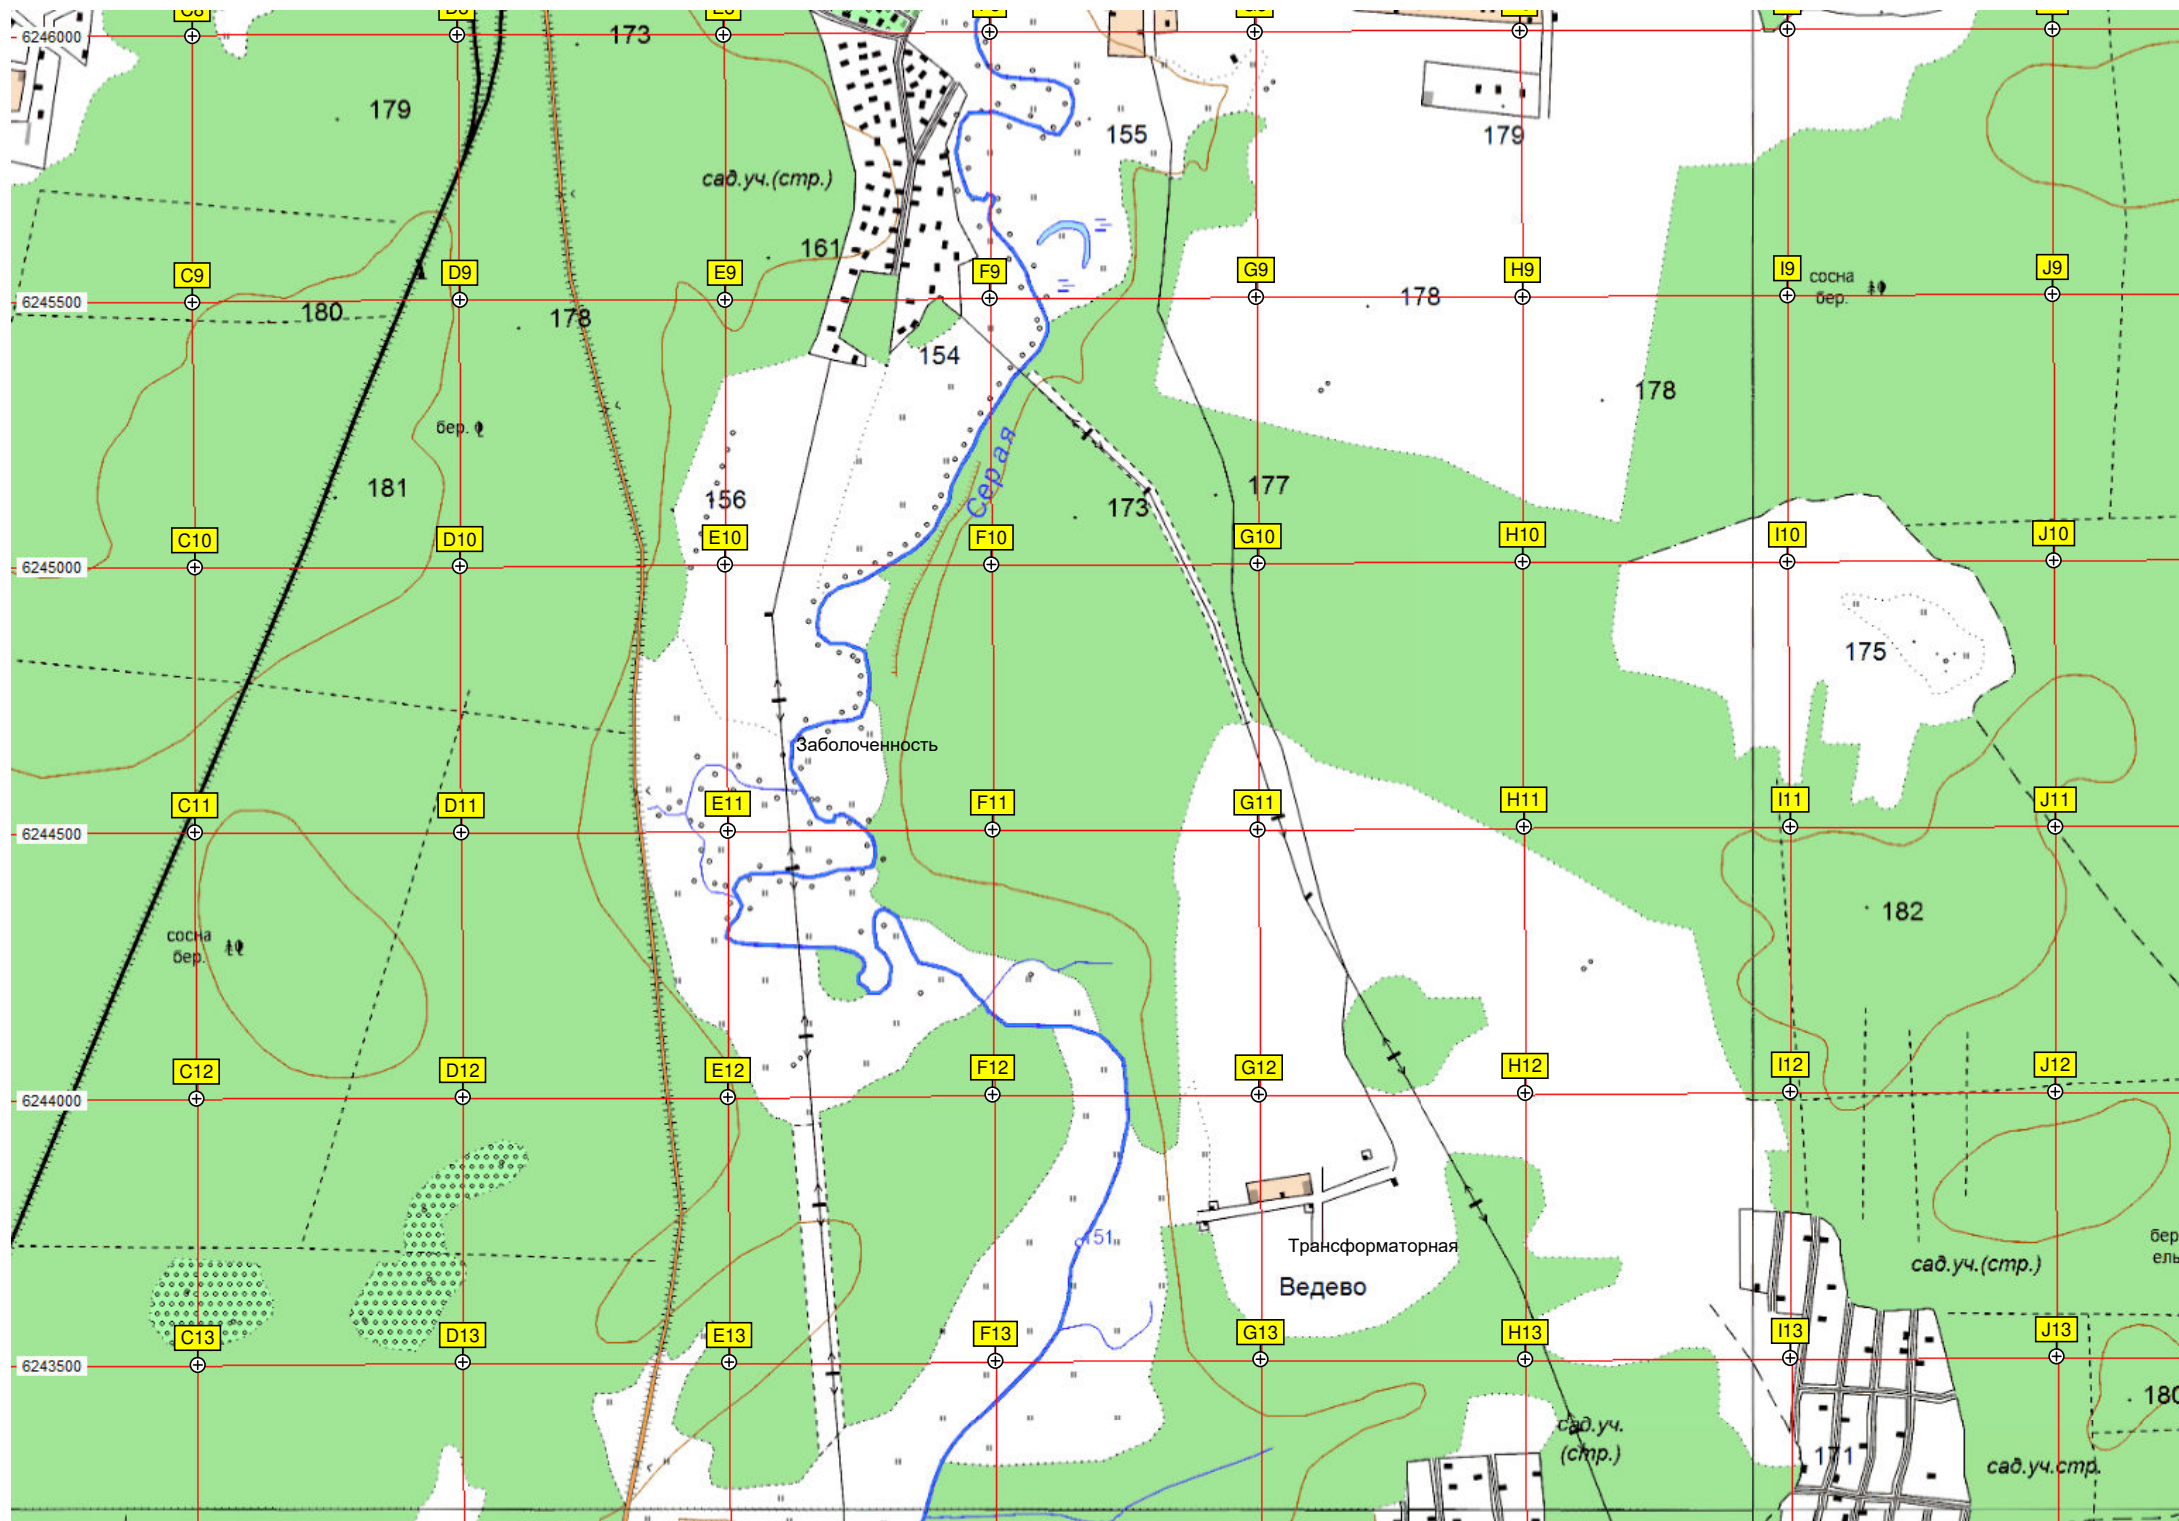 6246000
173
179
155
179
сад.уч.(стр.)
161
C9
D9
E9
F9
G9
H9
I9
J9
сосна
бер.
6245500
180
178
178
154
178
бер.
181
156
Серая
173
177
C10
D10
E10
F10
G10
H10
I10
J10
6245000
175
Заболоченность
C11
D11
E11
F11
G11
H11
I11
J11
6244500
182
сосна
бер.
C12
D12
E12
F12
G12
H12
I12
J12
6244000
151
Трансформаторная
Ведево
сад.уч.(стр.)
бер
ель
C13
D13
E13
F13
G13
H13
I13
J13
6243500
180
сад.уч.
(стр.)
171
сад.уч.стр.